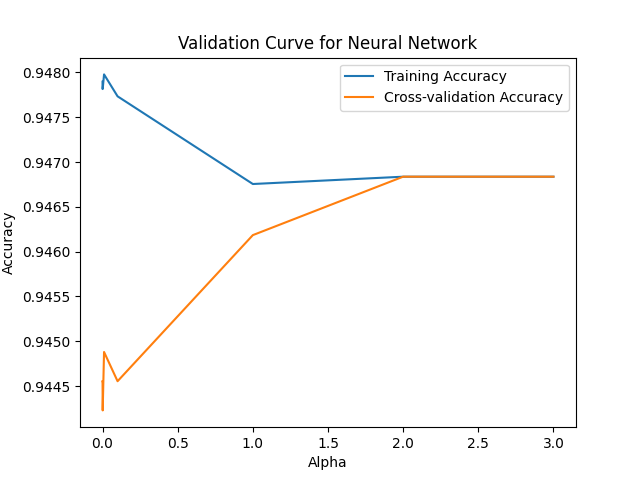 Validation Curve for Neural Network
Training Accuracy
Cross-validation Accuracy
0.9480
0.9475
0.9470
0.9465
0.9460
0.9455
0.9450
0.9445
Accuracy
0.0 0.5 1.0 1.5 2.0 2.5 3.0
Alpha